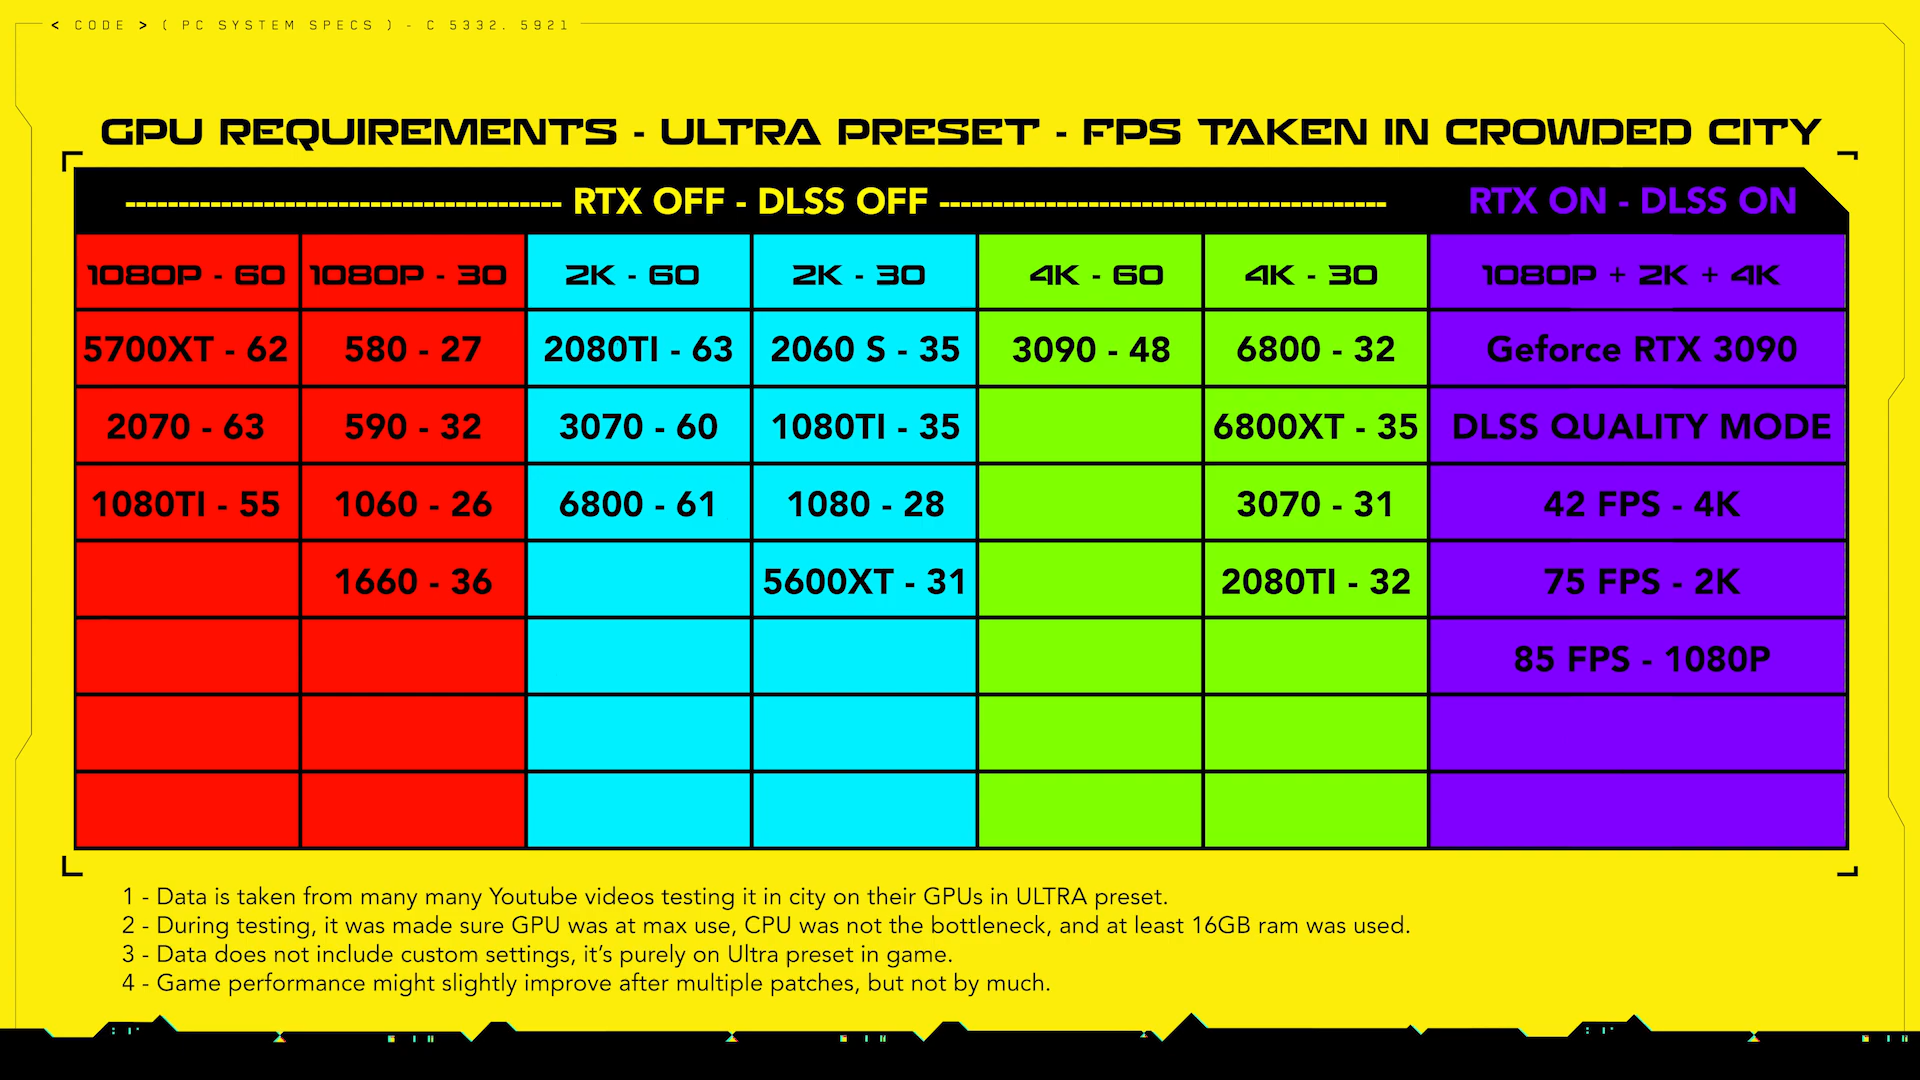 < CODE > ( PC SYSTEM SPECS ) - C 5332. 5921
GPU REQUIREMENTS - ULTRA PRESET - FPS TAKEN IN CROWDED CITY
----------------------------------------- RTX OFF - DLSS OFF ------------------------------------------ RTX ON - DLSS ON
1080P - 60 1080P - 30 2K - 60 2K - 30 4K - 60 4K - 30 1080P + 2K + 4K
5700XT - 62 580 - 27 2080TI - 63 2060 S - 35 3090 - 48 6800 - 32 Geforce RTX 3090
2070 - 63 590 - 32 3070 - 60 1080TI - 35 6800XT - 35 DLSS QUALITY MODE
1080TI - 55 1060 - 26 6800 - 61 1080 - 28 3070 - 31 42 FPS - 4K
1660 - 36 5600XT - 31 2080TI - 32 75 FPS - 2K
85 FPS - 1080P
1 - Data is taken from many many Youtube videos testing it in city on their GPUs in ULTRA preset.
2 - During testing, it was made sure GPU was at max use, CPU was not the bottleneck, and at least 16GB ram was used.
3 - Data does not include custom settings, it’s purely on Ultra preset in game.
4 - Game performance might slightly improve after multiple patches, but not by much.